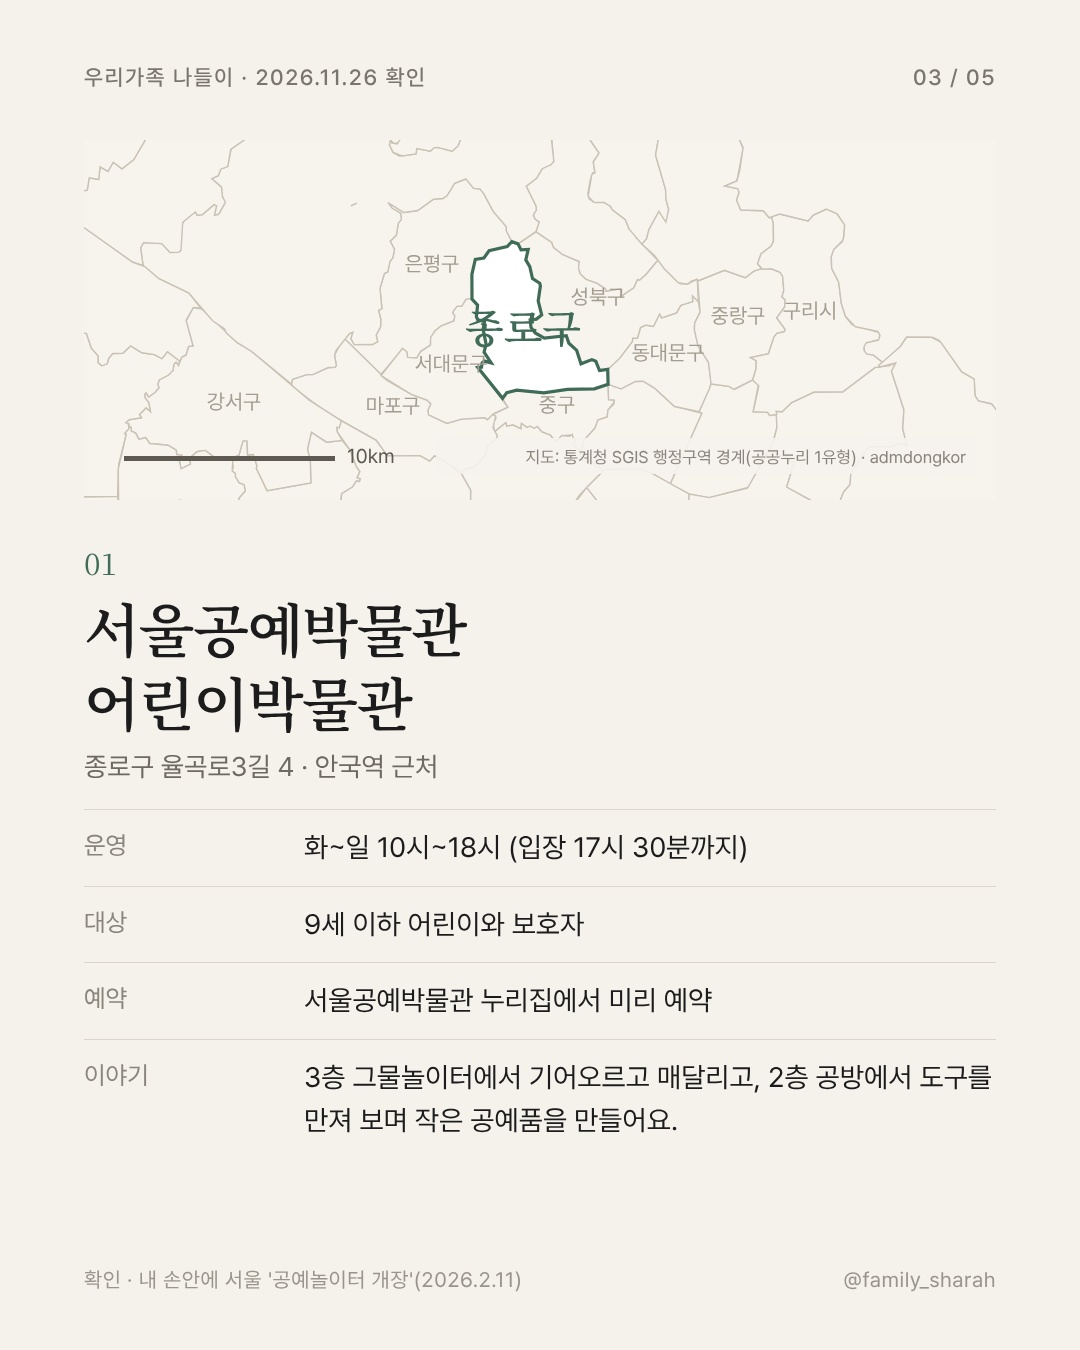 우리가족 나들이 · 2026.11.26 확인
03 / 05
은평구
성북구
중랑구
구리시
종로구
동대문구
서대문구
강서구
마포구
중구
10km
지도: 통계청 SGIS 행정구역 경계(공공누리 1유형) · admdongkor
01
서울공예박물관
어린이박물관
종로구 율곡로3길 4 · 안국역 근처
운영
화~일 10시~18시 (입장 17시 30분까지)
대상
9세 이하 어린이와 보호자
예약
서울공예박물관 누리집에서 미리 예약
이야기
3층 그물놀이터에서 기어오르고 매달리고, 2층 공방에서 도구를
만져 보며 작은 공예품을 만들어요.
확인 · 내 손안에 서울 '공예놀이터 개장'(2026.2.11)
@family_sharah